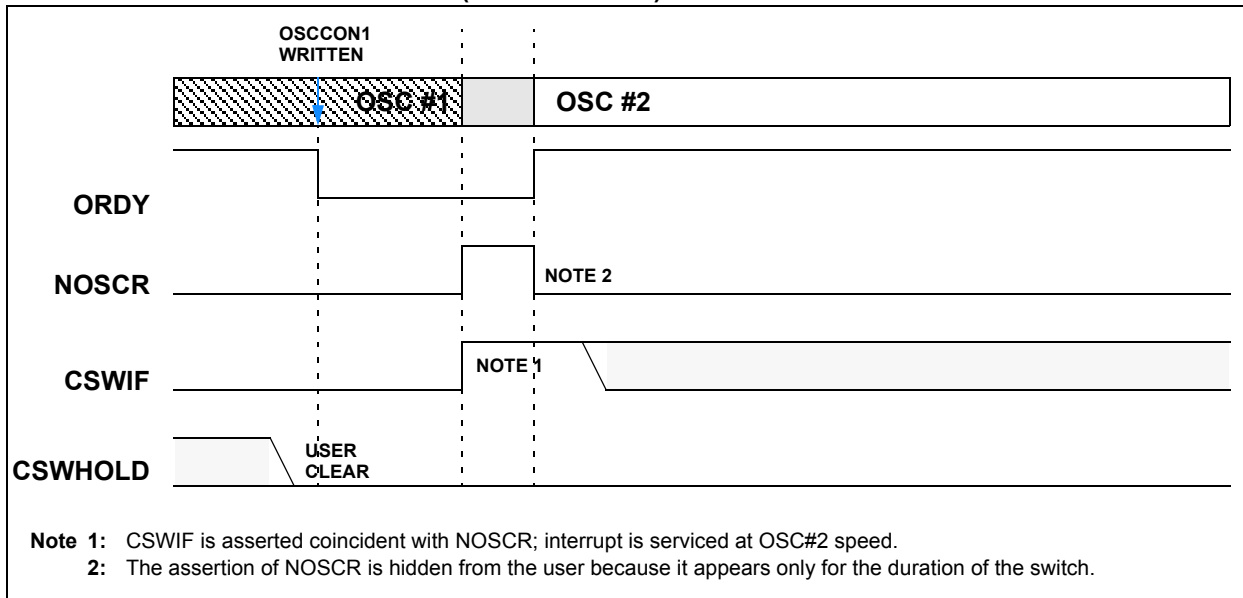 OSCCON1
WRITTEN
OSC #1
OSC #2
ORDY
NOSCR
NOTE 2
CSWIF
NOTE 1
CSWHOLD
USER
CLEAR
Note 1: CSWIF is asserted coincident with NOSCR; interrupt is serviced at OSC#2 speed.
2: The assertion of NOSCR is hidden from the user because it appears only for the duration of the switch.